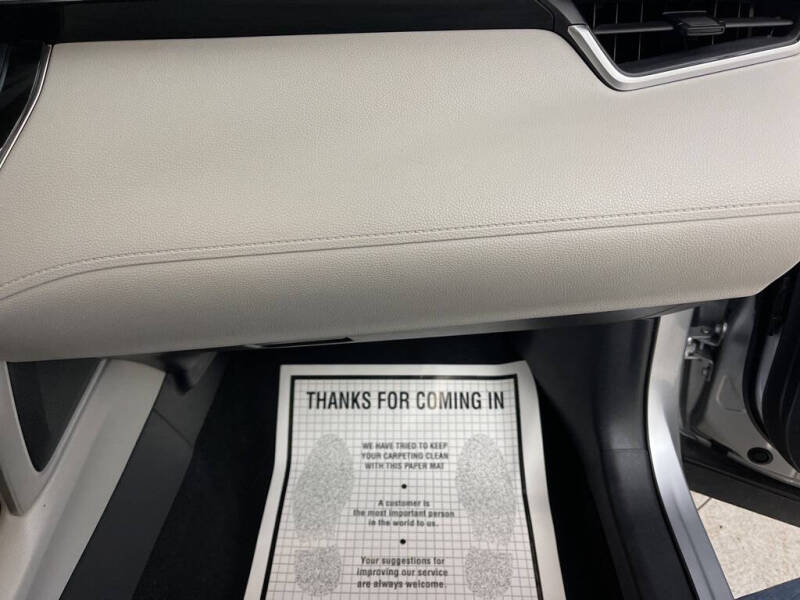 THANKS FOR COMING IN
WE HAVE TRIED TO KEEP
YOUR CARPETING CLEAN
WITH THIS PAPER MAT
A customer is
the most important person
in the world to us.
Your suggestions for
improving our service
are always welcome.